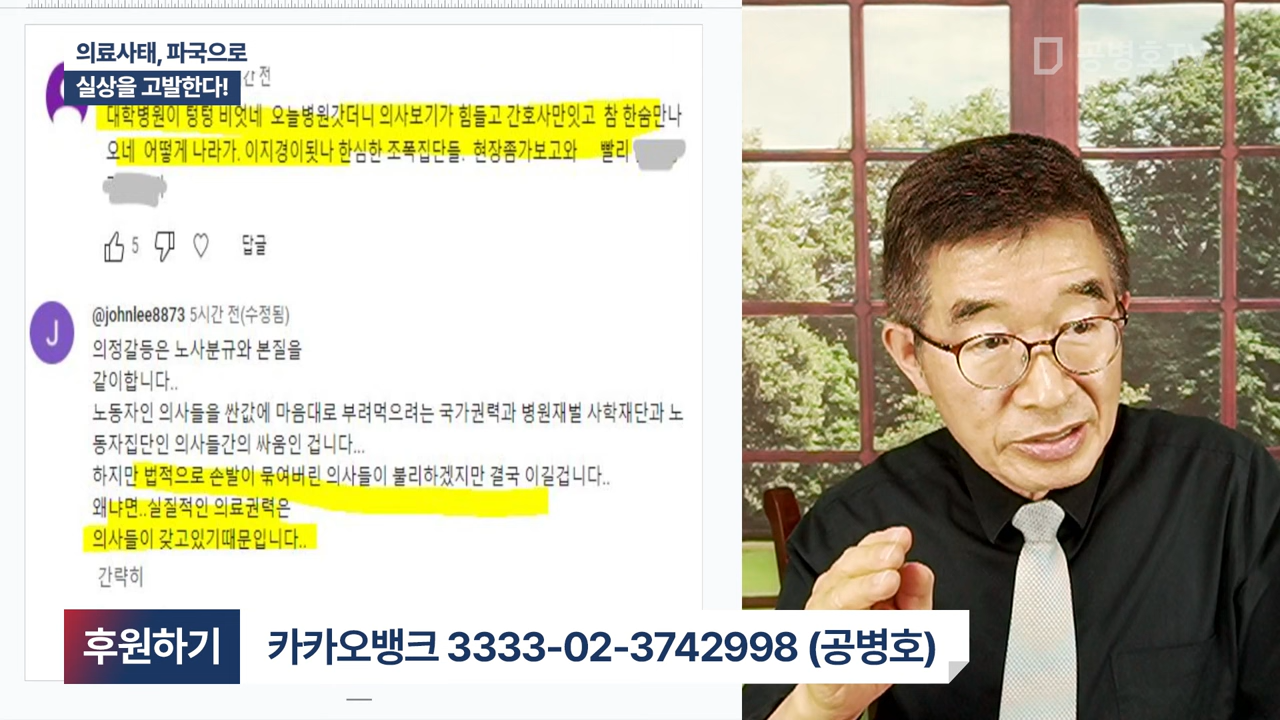 의료사태, 파국으로
실상을 고발한다!
간 전
대학병원이 텅텅 비엇네 오늘병원갓더니 의사보기가 힘들고 간호사만잇고 참 한숨만나
오네 어떻게 나라가. 이지경이됫나 한심한 조폭집단들. 현장좀가보고와 빨리
5
답글
J
@johnlee8873 5시간 전(수정됨)
의정갈등은 노사분규와 본질을
같이합니다..
노동자인 의사들을 싼값에 마음대로 부려먹으려는 국가권력과 병원재벌 사학재단과 노
동자집단인 의사들간의 싸움인 겁니다...
하지만 법적으로 손발이 묶여버린 의사들이 불리하겠지만 결국 이길겁니다..
왜냐면..실질적인 의료권력은
의사들이 갖고있기때문입니다..
간략히
후원하기
카카오뱅크 3333-02-3742998 (공병호)
공병호TV